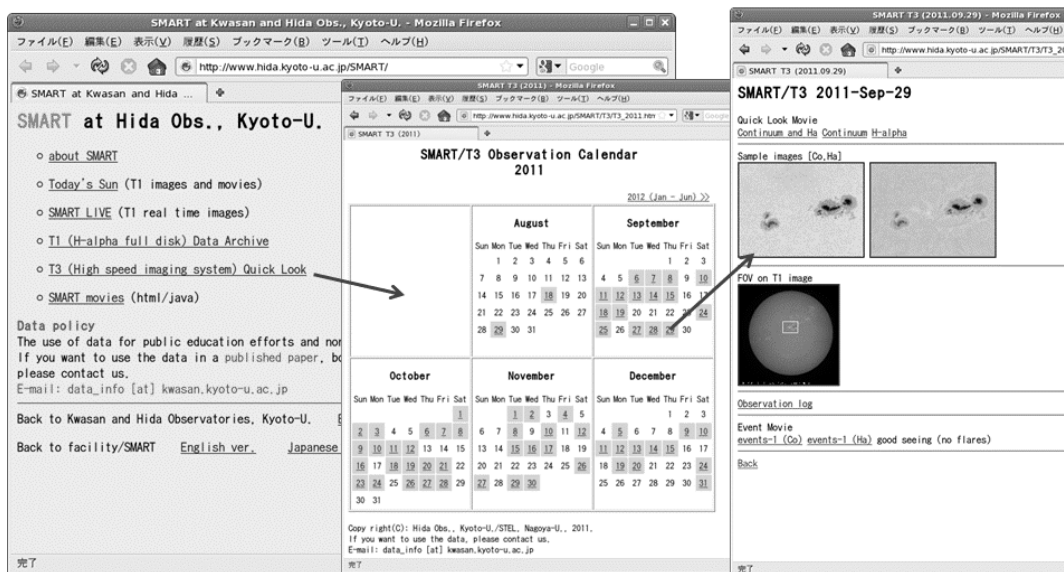 SMART at Kwasan and Hida Obs., Kyoto-U. - Mozilla Firefox
ファイル(F) 編集(E) 表示(V) 履歴(S) ブックマーク(B) ツール(T) ヘルプ(H)
http://www.hida.kyoto-u.ac.jp/SMART/
Google
SMART at Kwasan and Hida ...
SMART at Hida Obs., Kyoto-U.
about SMART
Today's Sun (T1 images and movies)
SMART LIVE (T1 real time images)
T1 (H-alpha full disk) Data Archive
T3 (High speed imaging system) Quick Look
SMART movies (html/java)
Data policy
The use of data for public education efforts and nor
If you want to use the data in a published paper, bo
please contact us.
E-mail: data_info [at] kwasan.kyoto-u.ac.jp
Back to Kwasan and Hida Observatories, Kyoto-U.
Back to facility/SMART English ver. Japanese
完了
SMART T3 (2011) - Mozilla Firefox
ファイル(F) 編集(E) 表示(V) 履歴(S) ブックマーク(B) ツール(T) ヘルプ(H)
http://www.hida.kyoto-u.ac.jp/SMART/T3/T3_2011.htm
SMART T3 (2011)
SMART/T3 Observation Calendar
2011
2012 (Jan - Jun) >>
August
Sun Mon Tue Wed Thu Fri Sat
1 2 3 4 5 6
7 8 9 10 11 12 13
14 15 16 17 18 19 20
21 22 23 24 25 26 27
28 29 30 31
September
Sun Mon Tue Wed Thu Fri Sat
1 2 3
4 5 6 7 8 9 10
11 12 13 14 15 16 17
18 19 20 21 22 23 24
25 26 27 28 29 30
October
Sun Mon Tue Wed Thu Fri Sat
1
2 3 4 5 6 7 8
9 10 11 12 13 14 15
16 17 18 19 20 21 22
23 24 25 26 27 28 29
30 31
November
Sun Mon Tue Wed Thu Fri Sat
1 2 3 4 5
6 7 8 9 10 11 12
13 14 15 16 17 18 19
20 21 22 23 24 25 26
27 28 29 30
December
Sun Mon Tue Wed Thu Fri Sat
1 2 3
4 5 6 7 8 9 10
11 12 13 14 15 16 17
18 19 20 21 22 23 24
25 26 27 28 29 30 31
Copy right(C): Hida Obs., Kyoto-U./STEL, Nagoya-U., 2011.
If you want to use the data, please contact us.
E-mail: data_info [at] kwasan.kyoto-u.ac.jp
完了
SMART T3 (2011.09.29) - Mozilla Firefox
ファイル(F) 編集(E) 表示(V) 履歴(S) ブックマーク(B) ツール(T) ヘルプ(H)
http://www.hida.kyoto-u.ac.jp/SMART/T3/T3_20
SMART T3 (2011.09.29)
SMART/T3 2011-Sep-29
Quick Look Movie
Continuum and Ha Continuum H-alpha
Sample images [Co,Ha]
FOV on T1 image
Observation log
Event Movie
events-1 (Co) events-1 (Ha) good seeing (no flares)
Back
完了